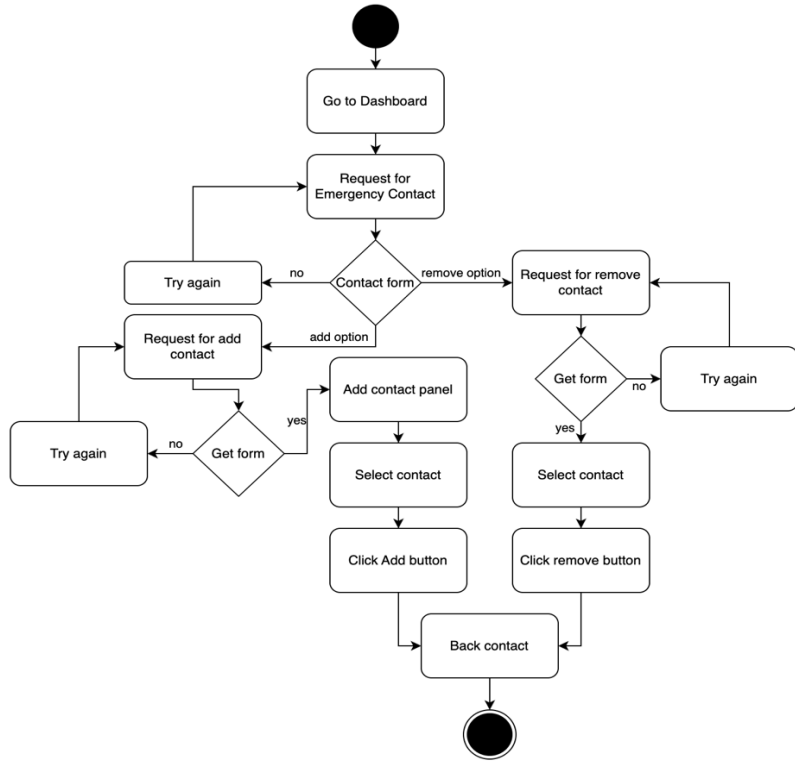 Go to Dashboard
Request for
Emergency Contact
Contact form
no
Try again
remove option
Request for remove
contact
add option
Request for add
contact
Get form
no
Try again
yes
Add contact panel
Select contact
Click Add button
Get form
no
Try again
yes
Select contact
Click remove button
Back contact